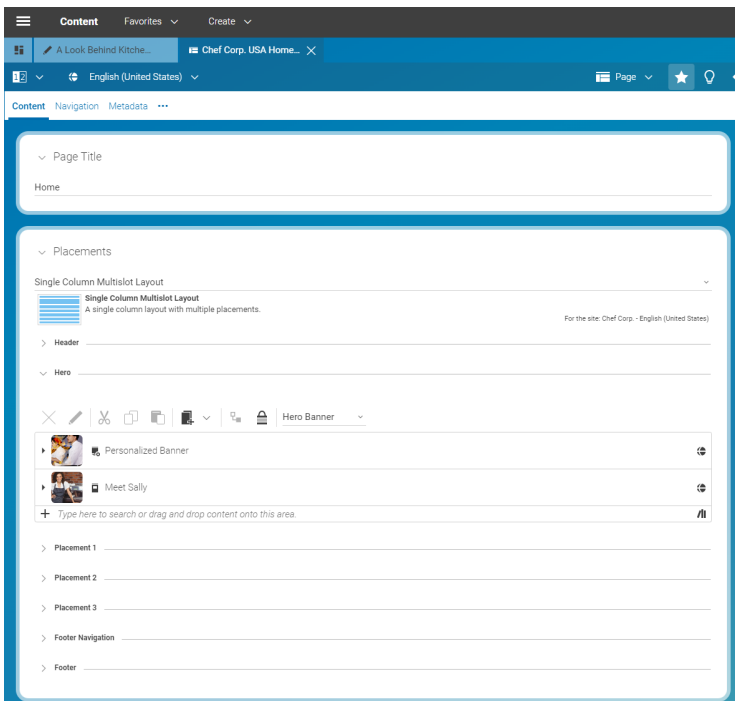 Content Favorites Create
A Look Behind Kitche... Chef Corp. USA Home...
12 English (United States) Page
Content Navigation Metadata ...
Page Title
Home
Placements
Single Column Multislot Layout
Single Column Multislot Layout
A single column layout with multiple placements.
For the site: Chef Corp. - English (United States)
Header
Hero
Hero Banner
Personalized Banner
Meet Sally
Type here to search or drag and drop content onto this area.
Placement 1
Placement 2
Placement 3
Footer Navigation
Footer